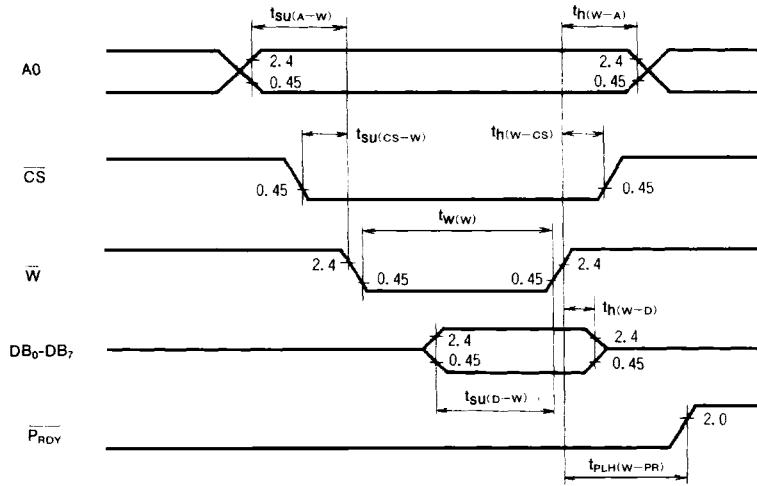 tsu(A-W) th(W-A)
A0 2.4 0.45 2.4 0.45
tsu(CS-W) th(W-CS)
C̅S̅ 0.45 0.45
tW(W)
W̅ 2.4 0.45 0.45 2.4
th(W-D)
DB₀-DB₇ 2.4 0.45 2.4 0.45
tsu(D-W)
P̅R̅D̅Y̅ 2.0
tPLH(W-PR)